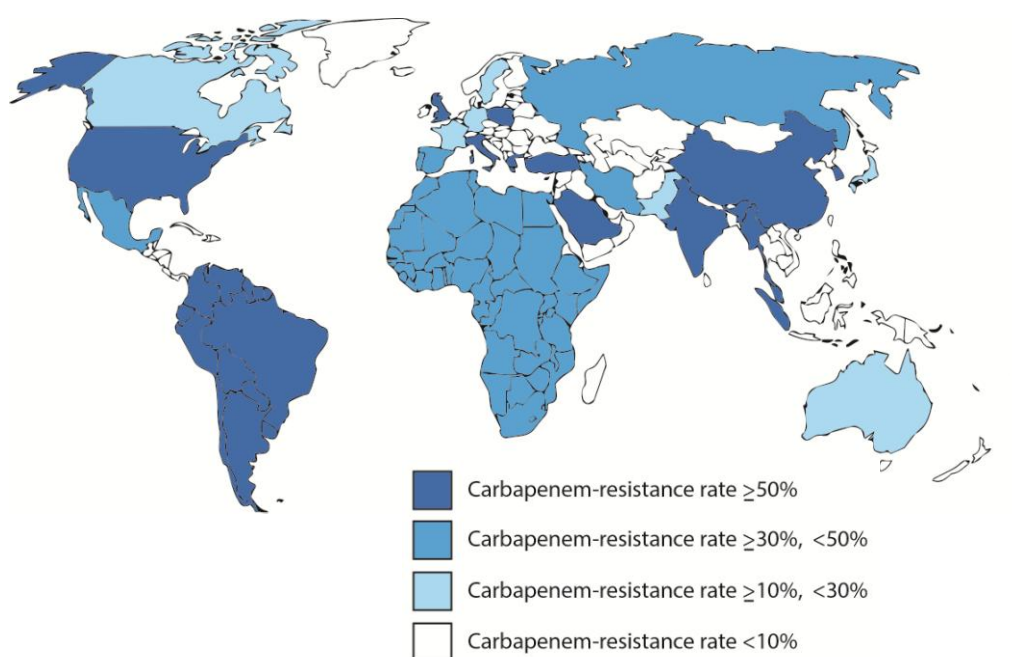 Carbapenem-resistance rate ≥50%
Carbapenem-resistance rate ≥30%, <50%
Carbapenem-resistance rate ≥10%, <30%
Carbapenem-resistance rate <10%